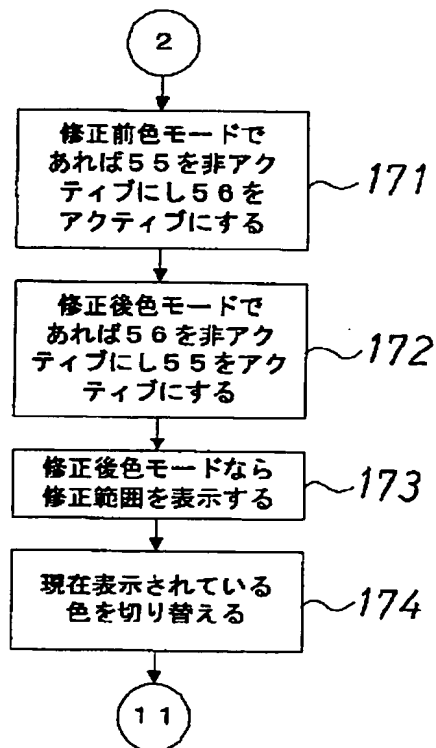 2
修正前色モードで
あれば55を非アク
ティブにし56を
アクティブにする
171
修正後色モードで
あれば56を非アク
ティブにし55をアク
ティブにする
172
修正後色モードなら
修正範囲を表示する
173
現在表示されている
色を切り替える
174
11